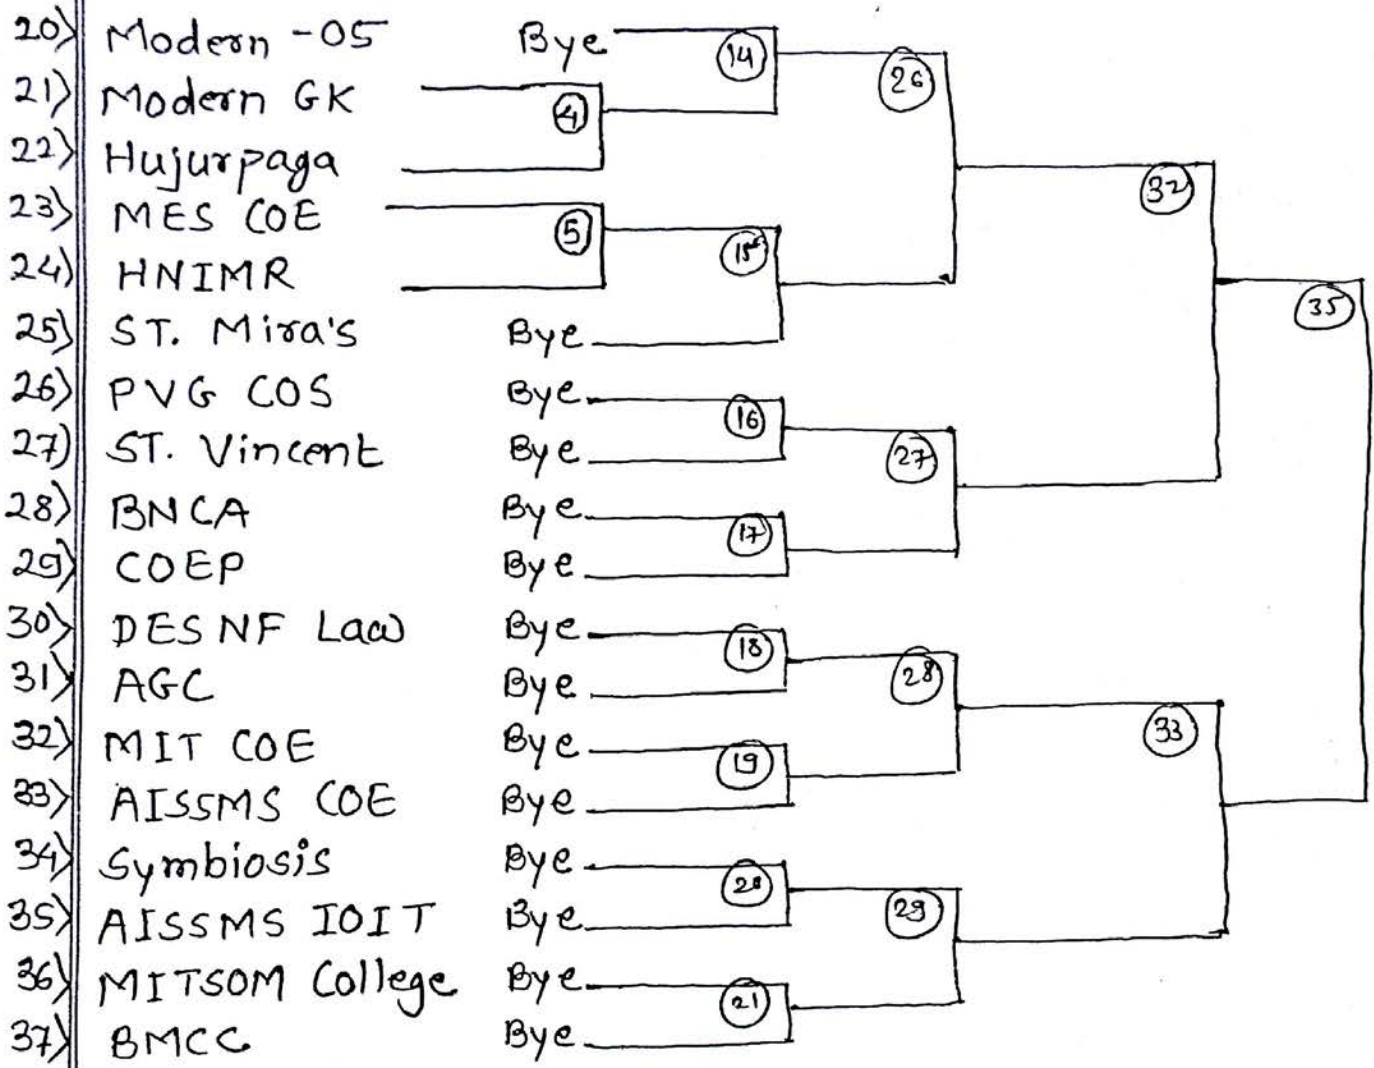 20) Modern -05 Bye 14 26
21) Modern GK 4
22) Hujurpaga 32
23) MES COE 5
24) HNIMR 15 35
25) ST. Mira's Bye
26) PVG COS Bye 16
27) ST. Vincent Bye 27
28) BNCA Bye 17
29) COEP Bye
30) DES NF Law Bye 18
31) AGC Bye 28
32) MIT COE Bye 19 33
33) AISSMS COE Bye
34) Symbiosis Bye 20
35) AISSMS IOIT Bye 29
36) MITSOM College Bye 21
37) BMCC Bye